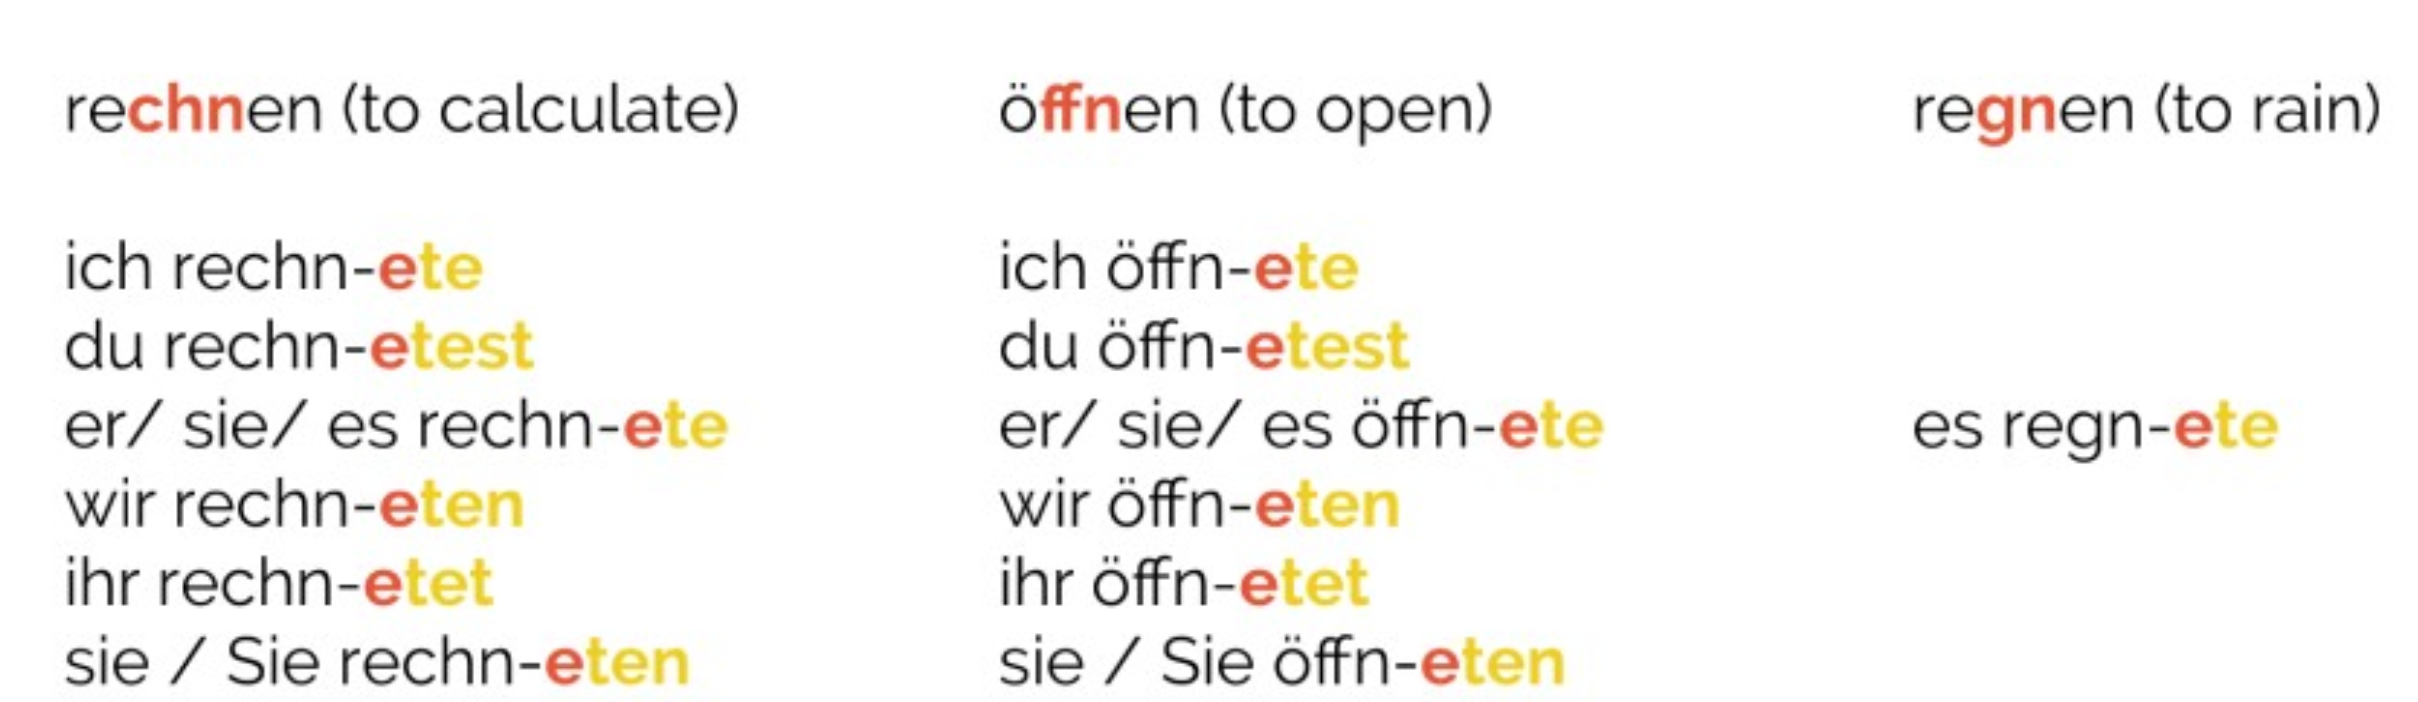 rechnen (to calculate)
ich rechn-ete
du rechn-etest
er/ sie/ es rechn-ete
wir rechn-eten
ihr rechn-etet
sie / Sie rechn-eten
öffnen (to open)
ich öffn-ete
du öffn-etest
er/ sie/ es öffn-ete
wir öffn-eten
ihr öffn-etet
sie / Sie öffn-eten
regnen (to rain)
es regn-ete